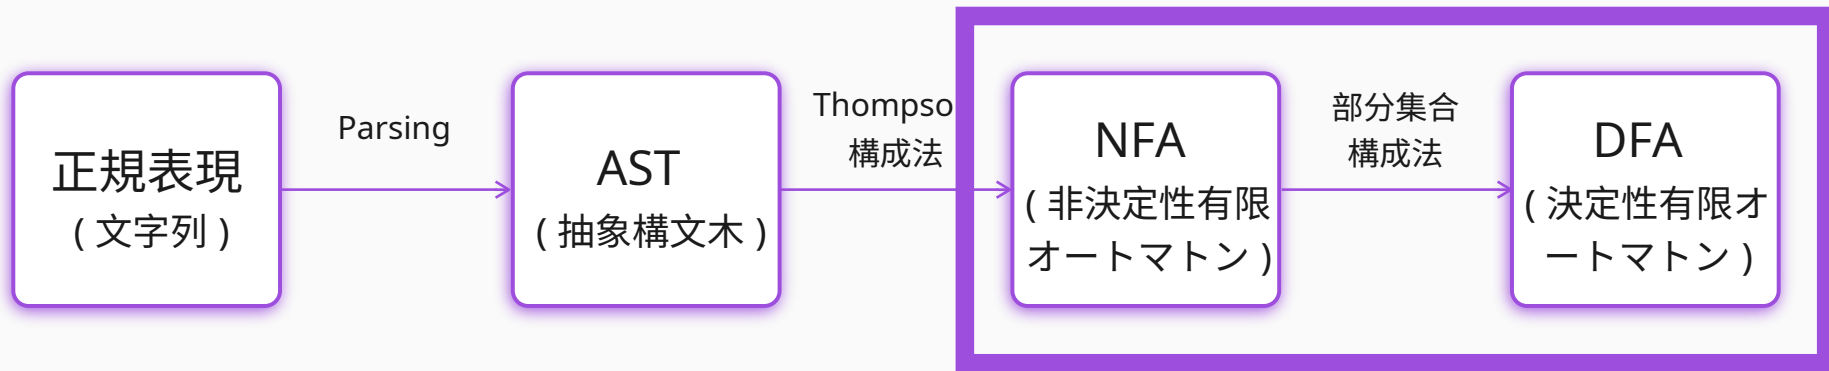 正規表現
( 文字列 )
Parsing
AST
( 抽象構文木 )
Thompso
構成法
NFA
( 非決定性有限
オートマトン )
部分集合
構成法
DFA
( 決定性有限オ
ートマトン )